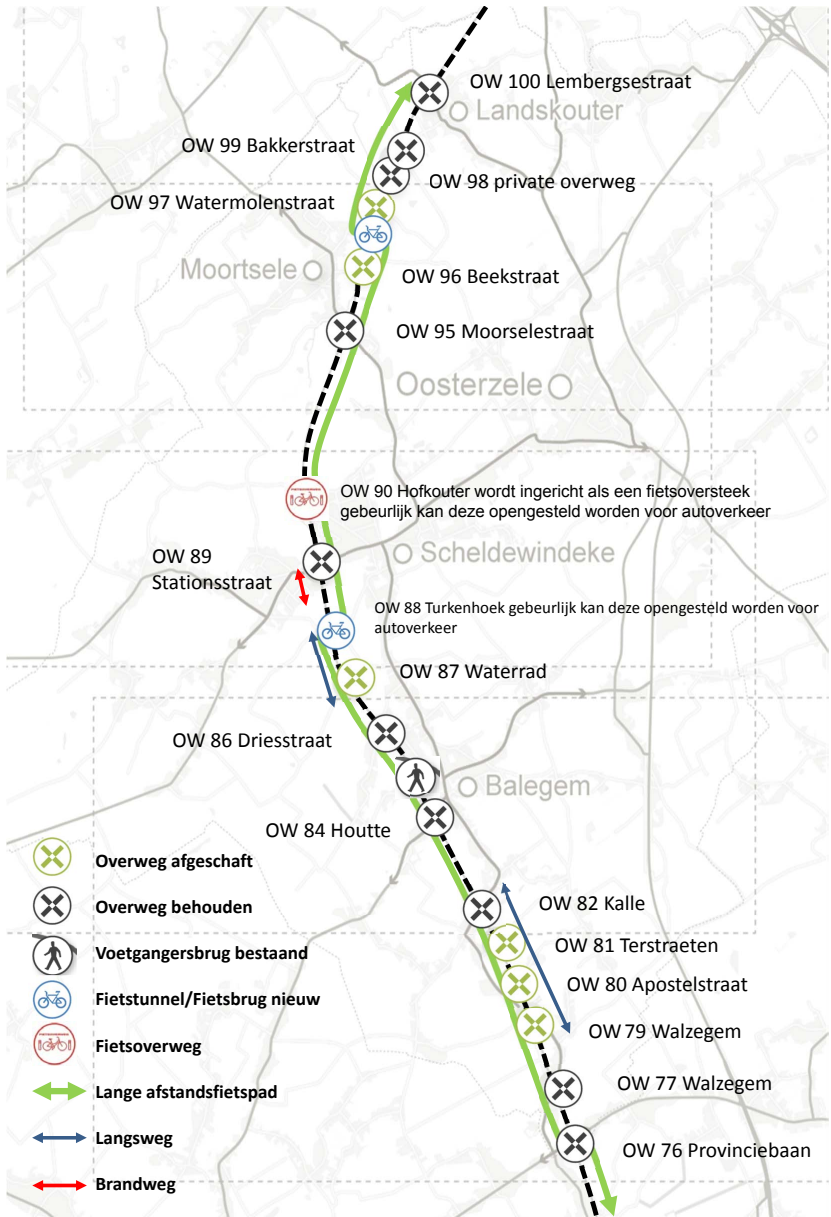 OW 100 Lembergsestraat
Landskouter
OW 99 Bakkerstraat
OW 98 private overweg
OW 97 Watermolenstraat
Moortsele
OW 96 Beekstraat
OW 95 Moorselestraat
Oosterzele
OW 90 Hofkouter wordt ingericht als een fietsoversteek
gebeurlijk kan deze opengesteld worden voor autoverkeer
OW 89
Stationsstraat
Scheldewindeke
OW 88 Turkenhoek gebeurlijk kan deze opengesteld worden voor
autoverkeer
OW 87 Waterrad
OW 86 Driesstraat
Balegem
OW 84 Houtte
OW 82 Kalle
OW 81 Terstraeten
OW 80 Apostelstraat
OW 79 Walzegem
OW 77 Walzegem
OW 76 Provinciebaan
Overweg afgeschaft
Overweg behouden
Voetgangersbrug bestaand
Fietstunnel/Fietsbrug nieuw
Fietsoverweg
Lange afstandsfietspad
Langsweg
Brandweg